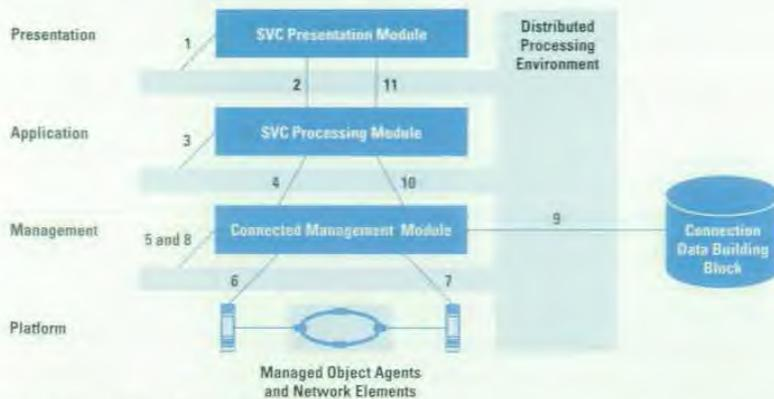 Presentation
1
SVC Presentation Module
Distributed
Processing
Environment
2
11
Application
3
SVC Processing Module
4
10
Management
5 and 8
Connected Management Module
9
Connection
Data Building
Block
6
7
Platform
Managed Object Agents
and Network Elements